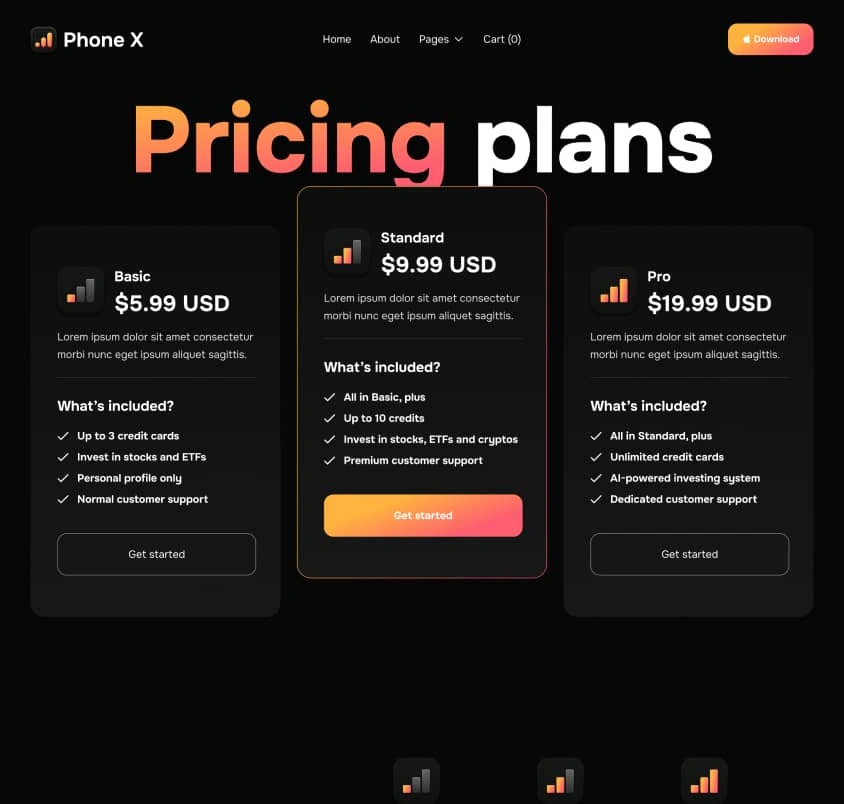 Phone X
Home
About
Pages
Cart (0)
Download
Pricing plans
Basic
$5.99 USD
Lorem ipsum dolor sit amet consectetur
morbi nunc eget ipsum aliquet sagittis.
What's included?
Up to 3 credit cards
Invest in stocks and ETFs
Personal profile only
Normal customer support
Get started
Standard
$9.99 USD
Lorem ipsum dolor sit amet consectetur
morbi nunc eget ipsum aliquet sagittis.
What's included?
All in Basic, plus
Up to 10 credits
Invest in stocks, ETFs and cryptos
Premium customer support
Get started
Pro
$19.99 USD
Lorem ipsum dolor sit amet consectetur
morbi nunc eget ipsum aliquet sagittis.
What's included?
All in Standard, plus
Unlimited credit cards
AI-powered investing system
Dedicated customer support
Get started